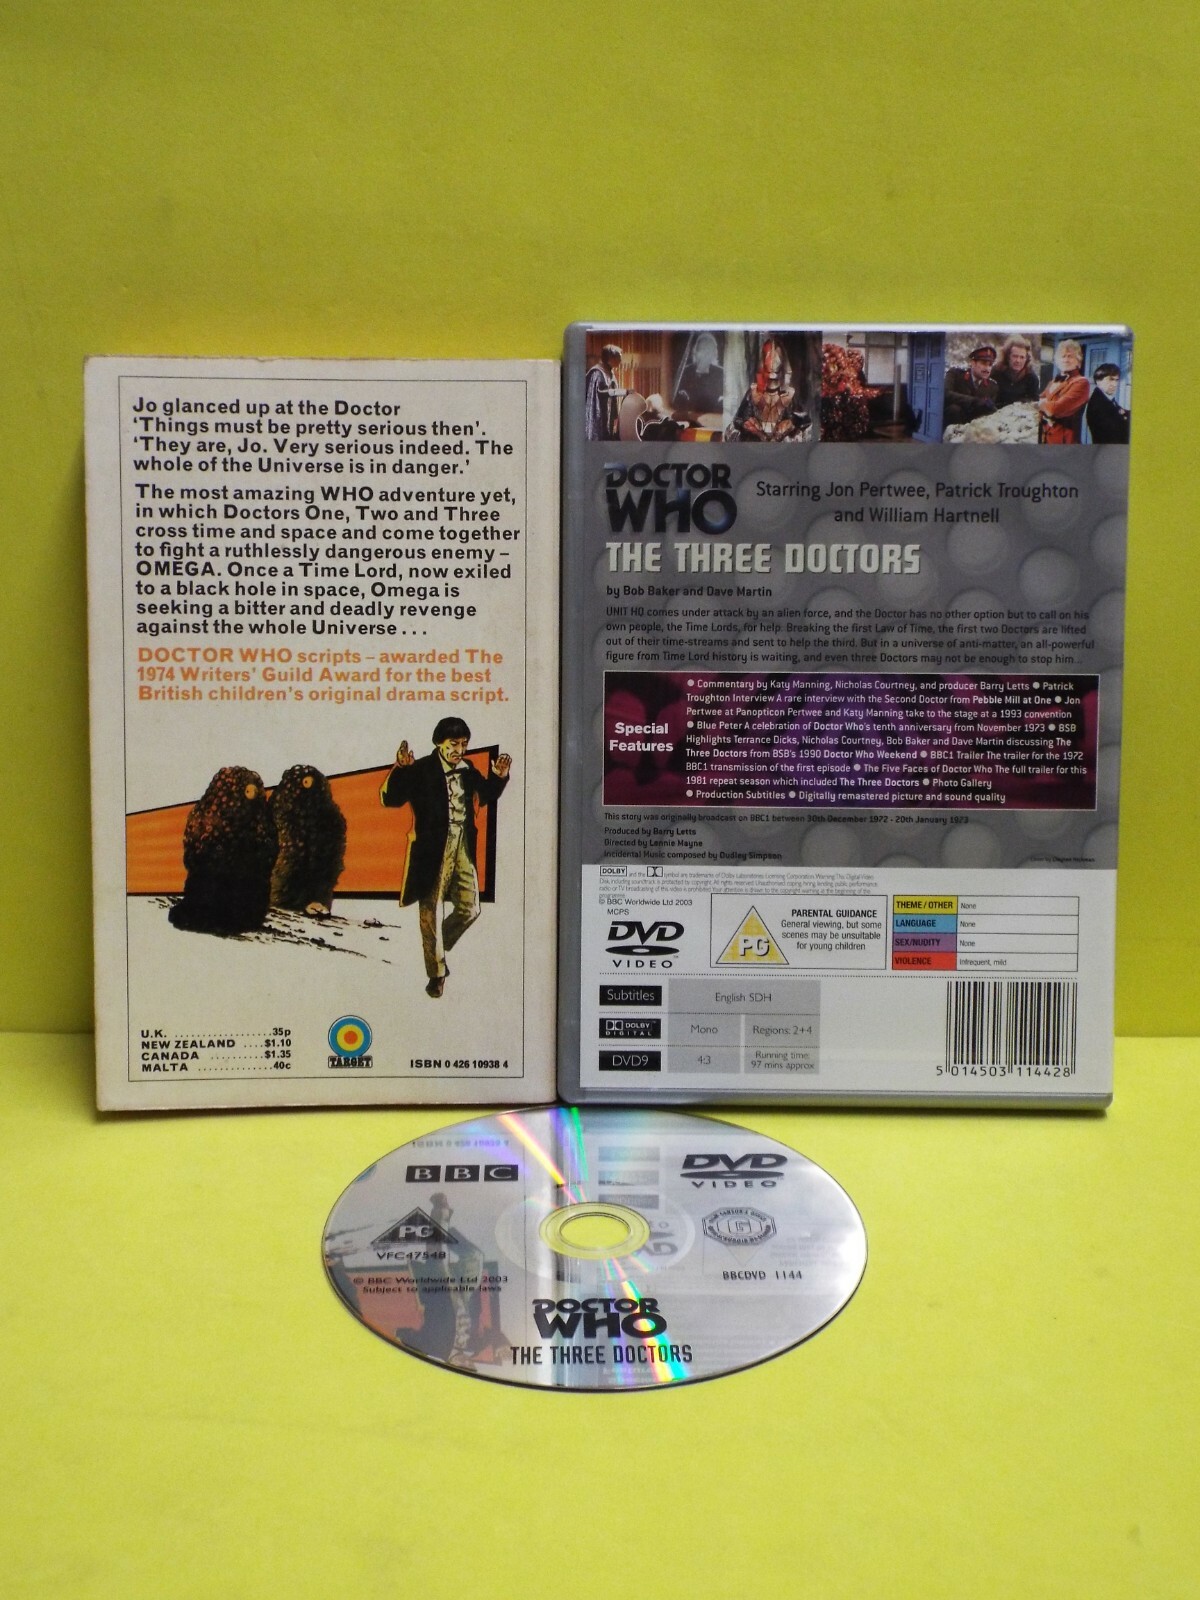 Jo glanced up at the Doctor
'Things must be pretty serious then'.
'They are, Jo. Very serious indeed. The
whole of the Universe is in danger.'
The most amazing WHO adventure yet,
in which Doctors One, Two and Three
cross time and space and come together
to fight a ruthlessly dangerous enemy –
OMEGA. Once a Time Lord, now exiled
to a black hole in space, Omega is
seeking a bitter and deadly revenge
against the whole Universe . . .
DOCTOR WHO scripts – awarded The
1974 Writers' Guild Award for the best
British children's original drama script.
U.K. ..................35p
NEW ZEALAND ....$1.10
CANADA ..........$1.35
MALTA ..............40c
TARGET
ISBN 0 426 10938 4
DOCTOR
WHO
Starring Jon Pertwee, Patrick Troughton
and William Hartnell
THE THREE DOCTORS
by Bob Baker and Dave Martin
UNIT HQ comes under attack by an alien force, and the Doctor has no other option but to call on his
own people, the Time Lords, for help. Breaking the first Law of Time, the first two Doctors are lifted
out of their time-streams and sent to help the third. But in a universe of anti-matter, an all-powerful
figure from Time Lord history is waiting, and even three Doctors may not be enough to stop him...
Special
Features
● Commentary by Katy Manning, Nicholas Courtney, and producer Barry Letts ● Patrick
Troughton Interview A rare interview with the Second Doctor from Pebble Mill at One ● Jon
Pertwee at Panopticon Pertwee and Katy Manning take to the stage at a 1993 convention
● Blue Peter A celebration of Doctor Who's tenth anniversary from November 1973 ● BSB
Highlights Terrance Dicks, Nicholas Courtney, Bob Baker and Dave Martin discussing The
Three Doctors from BSB's 1990 Doctor Who Weekend ● BBC1 Trailer The trailer for the 1972
BBC1 transmission of the first episode ● The Five Faces of Doctor Who The full trailer for this
1981 repeat season which included The Three Doctors ● Photo Gallery
● Production Subtitles ● Digitally remastered picture and sound quality
This story was originally broadcast on BBC1 between 30th December 1972 - 20th January 1973
Produced by Barry Letts
Directed by Lennie Mayne
Incidental Music composed by Dudley Simpson
DOLBY and the symbol are trademarks of Dolby Laboratories Licensing Corporation. Warning: This Digital Video
© BBC Worldwide Ltd 2003
MCPS
DVD
VIDEO
PG
PARENTAL GUIDANCE
General viewing, but some
scenes may be unsuitable
for young children
THEME / OTHER None
LANGUAGE None
SEX/NUDITY None
VIOLENCE Infrequent, mild
Subtitles English SDH
DOLBY DIGITAL Mono Regions: 2+4
DVD9 4:3 Running time: 97 mins approx
5 014503 114428
BBC
DVD
VIDEO
PG
VFC47548
G
© BBC Worldwide Ltd 2003
Subject to applicable laws
BBCDVD 1144
DOCTOR
WHO
THE THREE DOCTORS